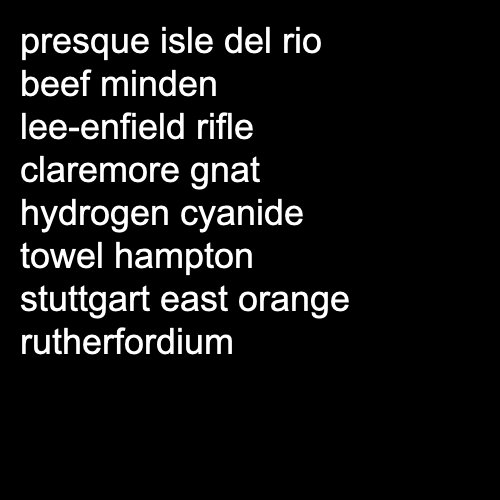 presque isle del rio
beef minden
lee-enfield rifle
claremore gnat
hydrogen cyanide
towel hampton
stuttgart east orange
rutherfordium